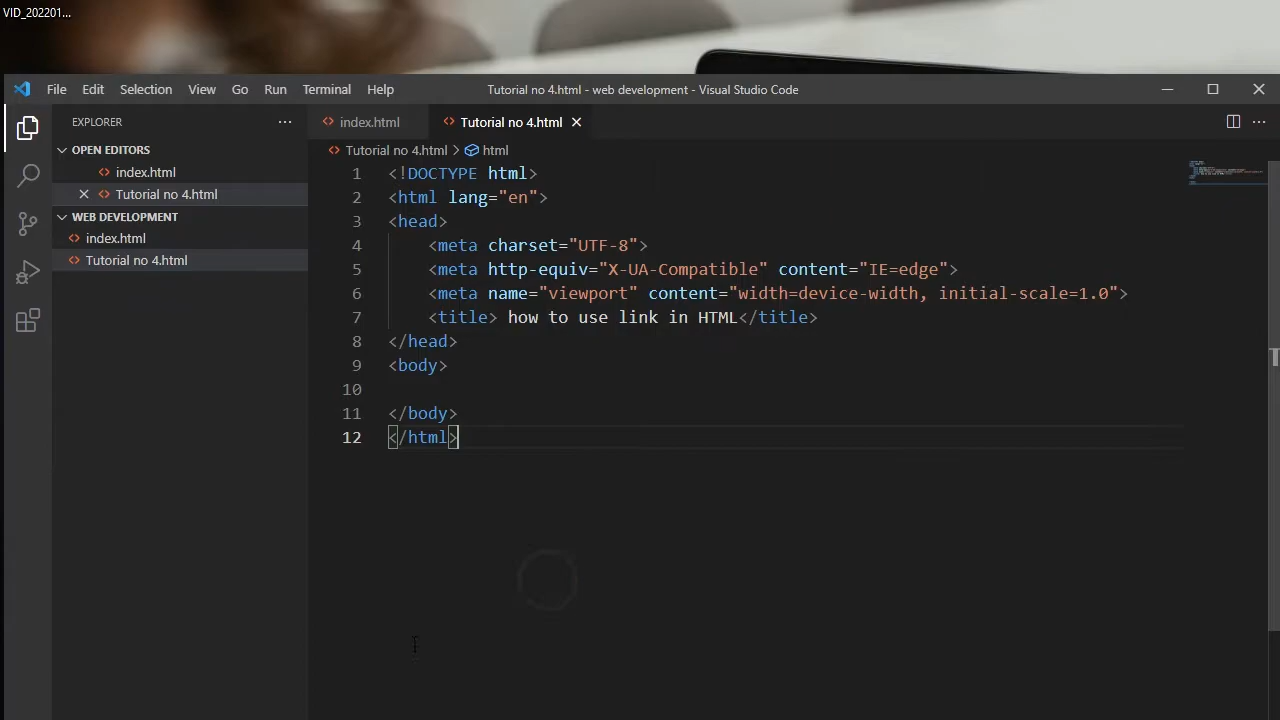 VID_202201...
File Edit Selection View Go Run Terminal Help
Tutorial no 4.html - web development - Visual Studio Code
EXPLORER
OPEN EDITORS
index.html
Tutorial no 4.html
WEB DEVELOPMENT
index.html
Tutorial no 4.html
index.html
Tutorial no 4.html
Tutorial no 4.html > html
1 <!DOCTYPE html>
2 <html lang="en">
3 <head>
4 <meta charset="UTF-8">
5 <meta http-equiv="X-UA-Compatible" content="IE=edge">
6 <meta name="viewport" content="width=device-width, initial-scale=1.0">
7 <title> how to use link in HTML</title>
8 </head>
9 <body>
10
11 </body>
12 </html>